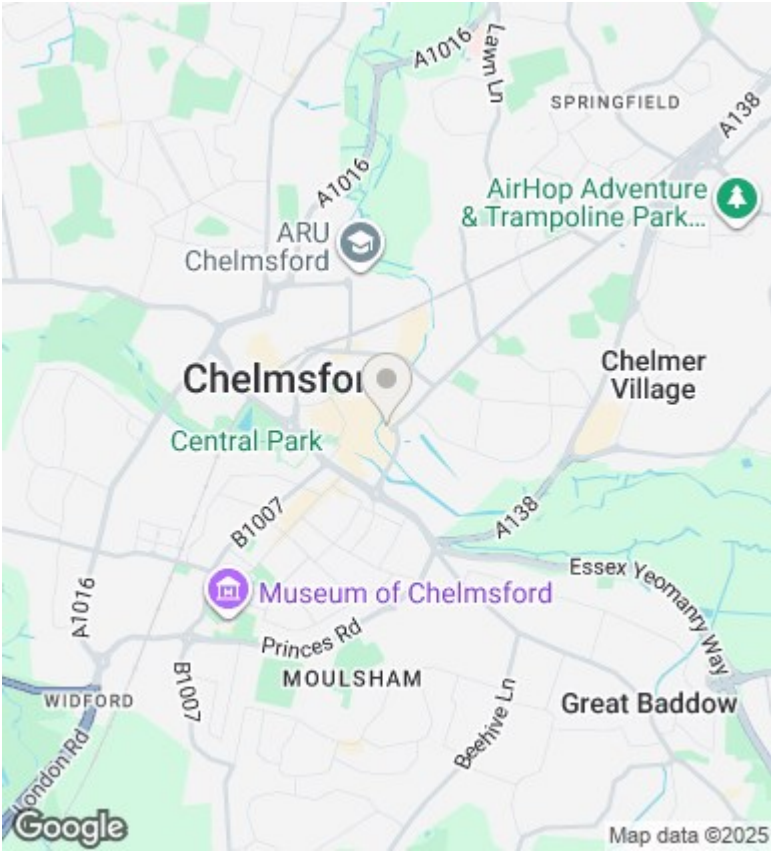 A1016
Lawn Ln
SPRINGFIELD
A138
A1016
AirHop Adventure
& Trampoline Park...
ARU
Chelmsford
Chelmsfor
Chelmer
Village
Central Park
B1007
A138
Essex Yeomanry Way
A1016
Museum of Chelmsford
Princes Rd
B1007
MOULSHAM
WIDFORD
Beehive Ln
Great Baddow
London Rd
Google
Map data ©2025